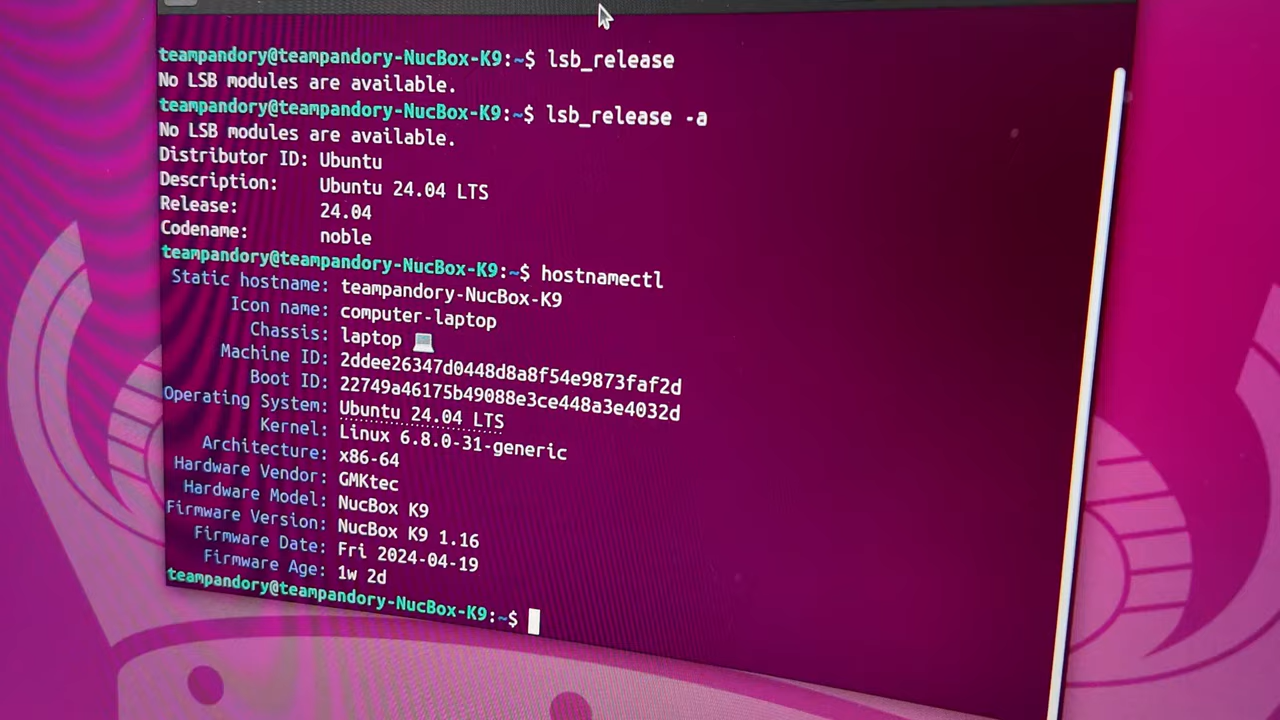 teampandory@teampandory-NucBox-K9:~$ lsb_release
No LSB modules are available.
teampandory@teampandory-NucBox-K9:~$ lsb_release -a
No LSB modules are available.
Distributor ID: Ubuntu
Description: Ubuntu 24.04 LTS
Release: 24.04
Codename: noble
teampandory@teampandory-NucBox-K9:~$ hostnamectl
Static hostname: teampandory-NucBox-K9
Icon name: computer-laptop
Chassis: laptop 💻
Machine ID: 2ddee26347d0448d8a8f54e9873faf2d
Boot ID: 22749a46175b49088e3ce448a3e4032d
Operating System: Ubuntu 24.04 LTS
Kernel: Linux 6.8.0-31-generic
Architecture: x86-64
Hardware Vendor: GMKtec
Hardware Model: NucBox K9
Firmware Version: NucBox K9 1.16
Firmware Date: Fri 2024-04-19
Firmware Age: 1w 2d
teampandory@teampandory-NucBox-K9:~$